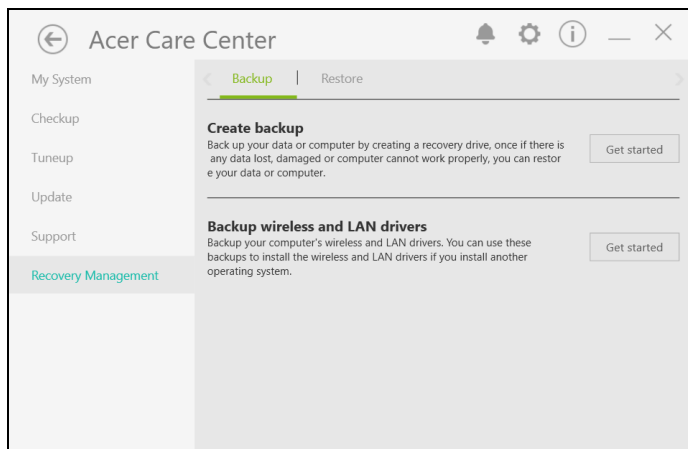 Acer Care Center
My System
Checkup
Tuneup
Update
Support
Recovery Management
Backup
Restore
Create backup
Back up your data or computer by creating a recovery drive, once if there is
any data lost, damaged or computer cannot work properly, you can restor
e your data or computer.
Get started
Backup wireless and LAN drivers
Backup your computer's wireless and LAN drivers. You can use these
backups to install the wireless and LAN drivers if you install another
operating system.
Get started